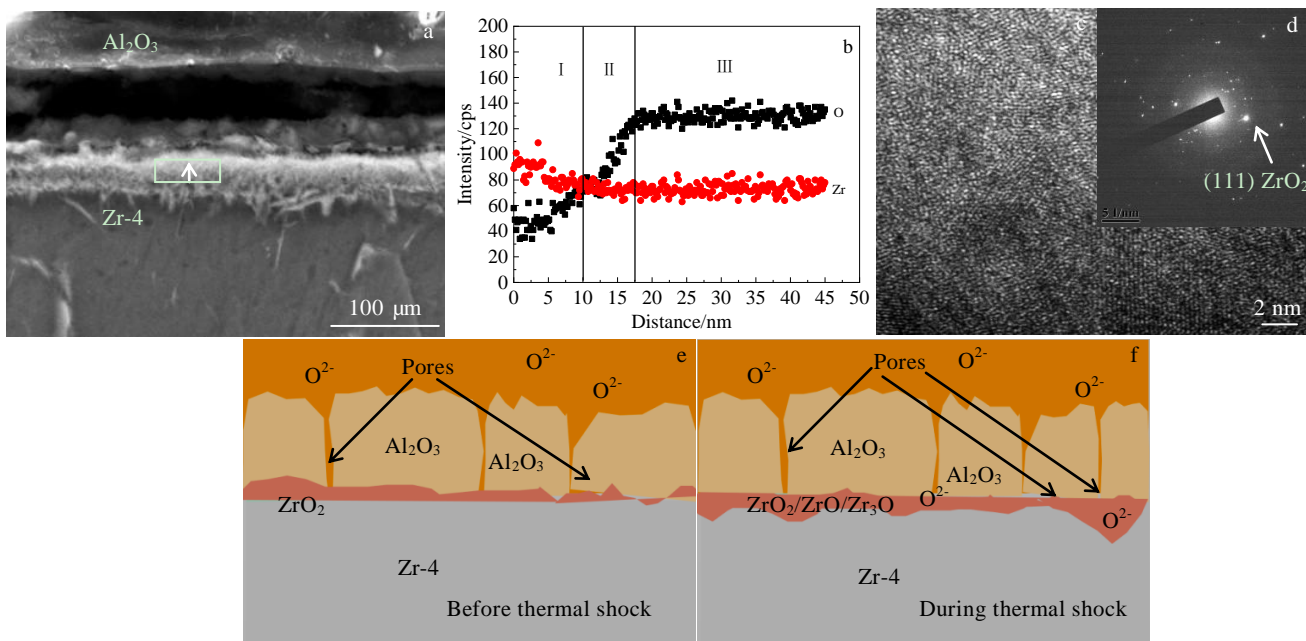 a
Al₂O₃
Zr-4
100 μm
b
Intensity/cps
200
180
160
140
120
100
80
60
40
20
0
Ⅰ Ⅱ Ⅲ
O
Zr
0 5 10 15 20 25 30 35 40 45 50
Distance/nm
c
2 nm
d
(111) ZrO₂
5 1/nm
e
Pores
O²⁻ O²⁻ O²⁻
Al₂O₃ Al₂O₃
ZrO₂
Zr-4
Before thermal shock
f
Pores
O²⁻ O²⁻ O²⁻
Al₂O₃ Al₂O₃
ZrO₂/ZrO/Zr₃O O²⁻ O²⁻
Zr-4
During thermal shock